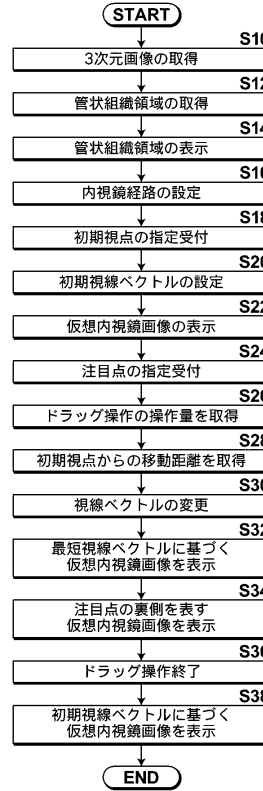 START
S10
3次元画像の取得
S12
管状組織領域の取得
S14
管状組織領域の表示
S16
内視鏡経路の設定
S18
初期視点の指定受付
S20
初期視線ベクトルの設定
S22
仮想内視鏡画像の表示
S24
注目点の指定受付
S26
ドラッグ操作の操作量を取得
S28
初期視点からの移動距離を取得
S30
視線ベクトルの変更
S32
最短視線ベクトルに基づく
仮想内視鏡画像を表示
S34
注目点の裏側を表す
仮想内視鏡画像を表示
S36
ドラッグ操作終了
S38
初期視線ベクトルに基づく
仮想内視鏡画像を表示
END